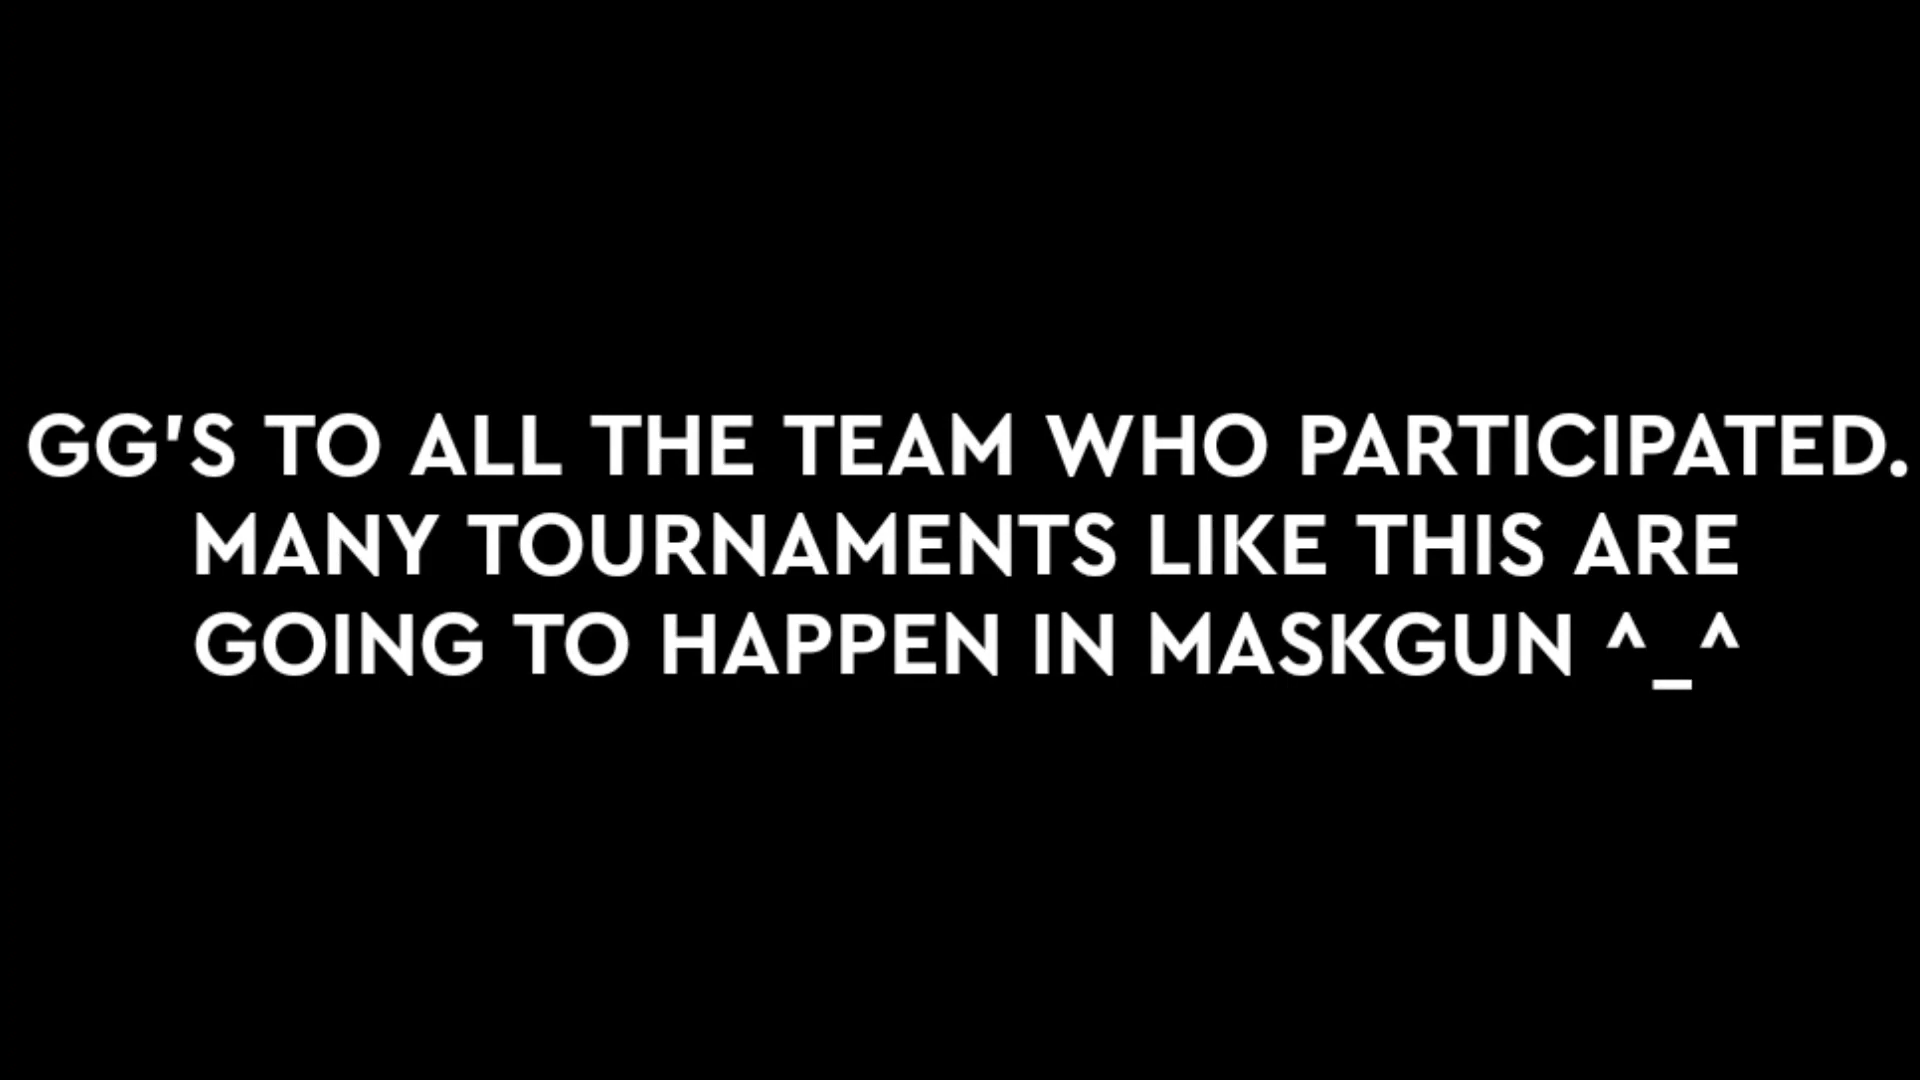 GG'S TO ALL THE TEAM WHO PARTICIPATED.
MANY TOURNAMENTS LIKE THIS ARE
GOING TO HAPPEN IN MASKGUN ^_^